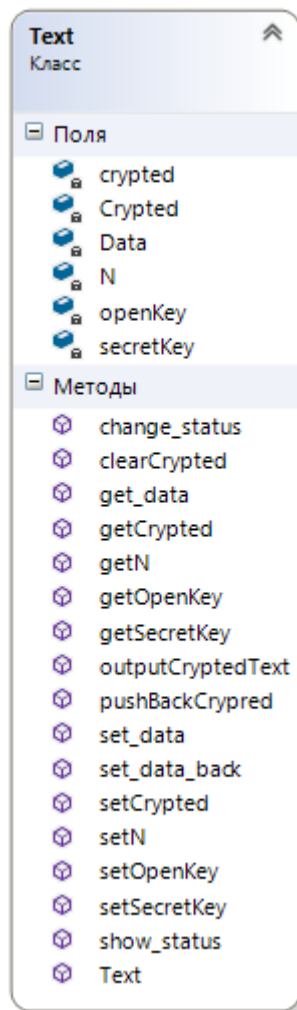 Text
Класс
Поля
crypted
Crypted
Data
N
openKey
secretKey
Методы
change_status
clearCrypted
get_data
getCrypted
getN
getOpenKey
getSecretKey
outputCryptedText
pushBackCrypred
set_data
set_data_back
setCrypted
setN
setOpenKey
setSecretKey
show_status
Text